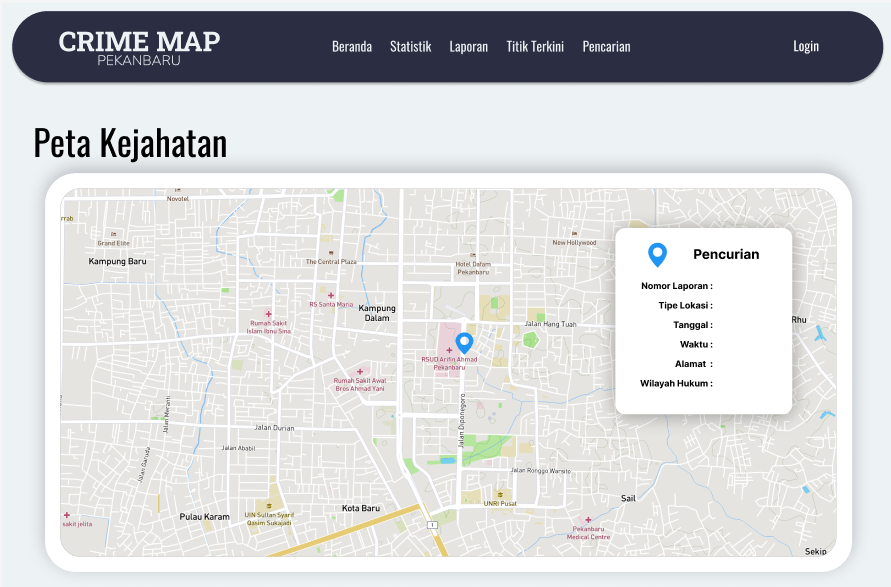 CRIME MAP
PEKANBARU
Beranda Statistik Laporan Titik Terkini Pencarian
Login
Peta Kejahatan
Novotel
rrab
Grand Elite
New Hollywood
Kampung Baru
The Central Plaza
Hotel Dafam
Pekanbaru
Pencurian
Nomor Laporan :
Tipe Lokasi :
Tanggal :
Waktu :
Alamat :
Wilayah Hukum :
RS Santa Maria
Kampung
Dalam
Rumah Sakit
Islam Ibnu Sina
Jalan Hang Tuah
Rhu
RSUD Arifin Ahmad
Pekanbaru
Rumah Sakit Awal
Bros Ahmad Yani
Jalan Meranti
Jalan Diponegoro
Jalan Durian
Jalan Ababil
Jalan Garuda
Jalan Ronggo Warsito
Sail
UNRI Pusat
Kota Baru
Pulau Karam
UIN Sultan Syarif
Qasim Sukajadi
sakit jelita
1
Pekanbaru
Medical Centre
Sekip